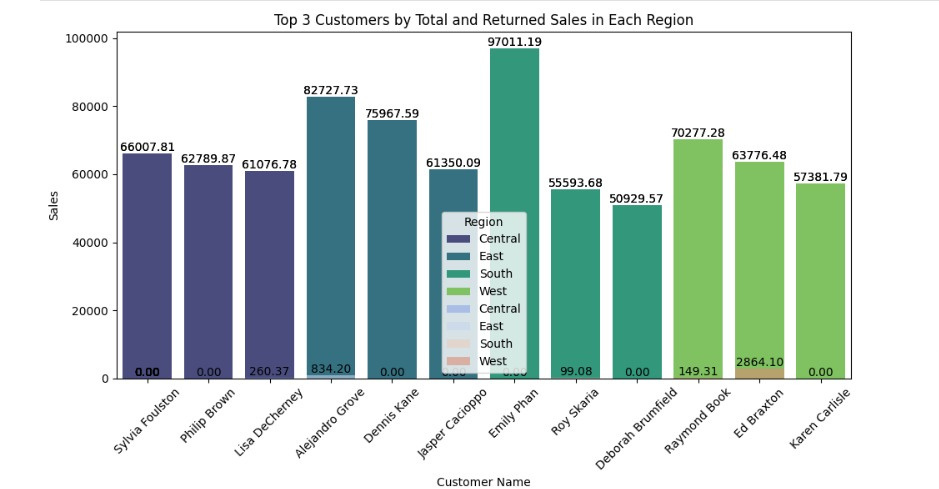 Top 3 Customers by Total and Returned Sales in Each Region
100000
80000
60000
40000
20000
0
Sales
66007.81
62789.87
61076.78
82727.73
75967.59
61350.09
97011.19
55593.68
50929.57
70277.28
63776.48
57381.79
Region
Central
East
South
West
Central
East
South
West
0.00
0.00
260.37
834.20
0.00
0.00
0.00
99.08
0.00
149.31
2864.10
0.00
Sylvia Foulston
Philip Brown
Lisa DeCherney
Alejandro Grove
Dennis Kane
Jasper Cacioppo
Emily Phan
Roy Skaria
Deborah Brumfield
Raymond Book
Ed Braxton
Karen Carlisle
Customer Name